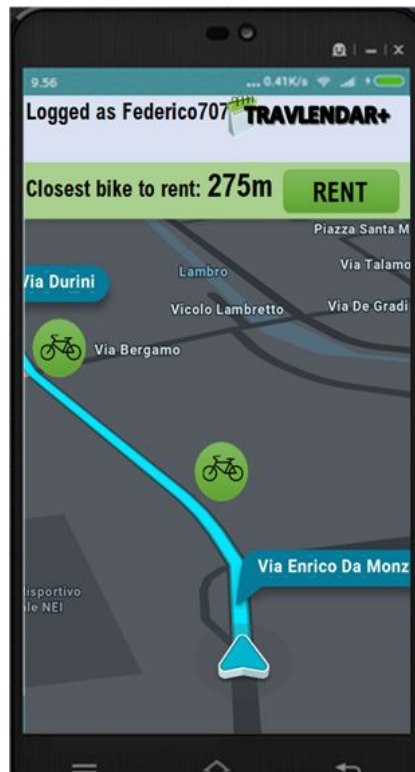 9.56
... 0.41K/s
Logged as Federico707
TRAVLENDAR+
Closest bike to rent: 275m
RENT
Piazza Santa M
Via Talamo
Lambro
Via Durini
Vicolo Lambretto
Via De Gradi
Via Bergamo
Via Enrico Da Monz
isportivo
le NEI